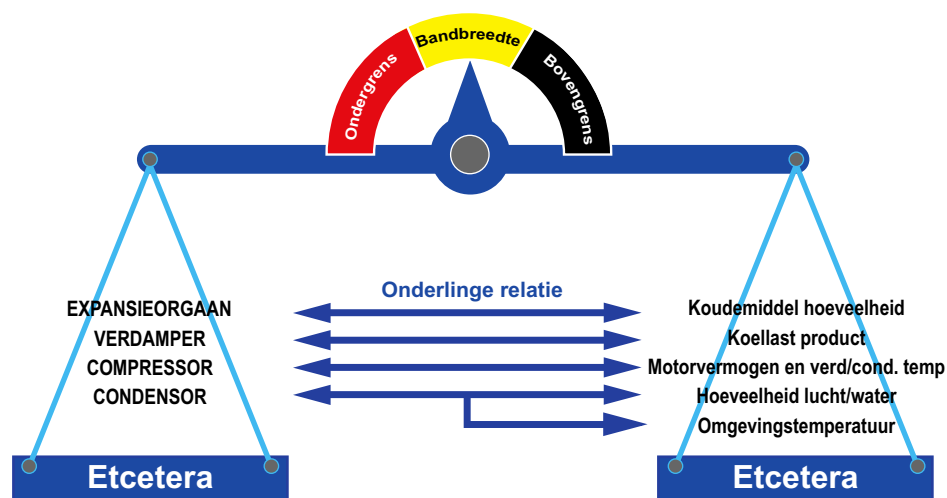 Ondergrens
Bandbreedte
Bovengrens
Onderlinge relatie
EXPANSIEORGAAN
VERDAMPER
COMPRESSOR
CONDENSOR
Koudemiddel hoeveelheid
Koellast product
Motorvermogen en verd/cond. temp
Hoeveelheid lucht/water
Omgevingstemperatuur
Etcetera
Etcetera